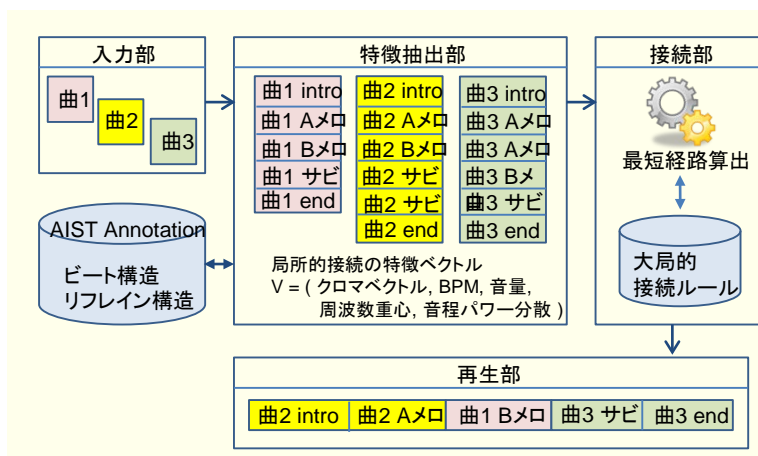 入力部
曲1
曲2
曲3
AIST Annotation
ビート構造
リフレイン構造
特徴抽出部
曲1 intro
曲1 Aメロ
曲1 Bメロ
曲1 サビ
曲1 end
曲2 intro
曲2 Aメロ
曲2 Bメロ
曲2 サビ
曲2 サビ
曲2 end
曲3 intro
曲3 Aメロ
曲3 Aメロ
曲3 Bメ
曲3 サビ
曲3 end
局所的接続の特徴ベクトル
V = ( クロマベクトル, BPM, 音量,
周波数重心, 音程パワー分散 )
接続部
最短経路算出
大局的
接続ルール
再生部
曲2 intro 曲2 Aメロ 曲1 Bメロ 曲3 サビ 曲3 end